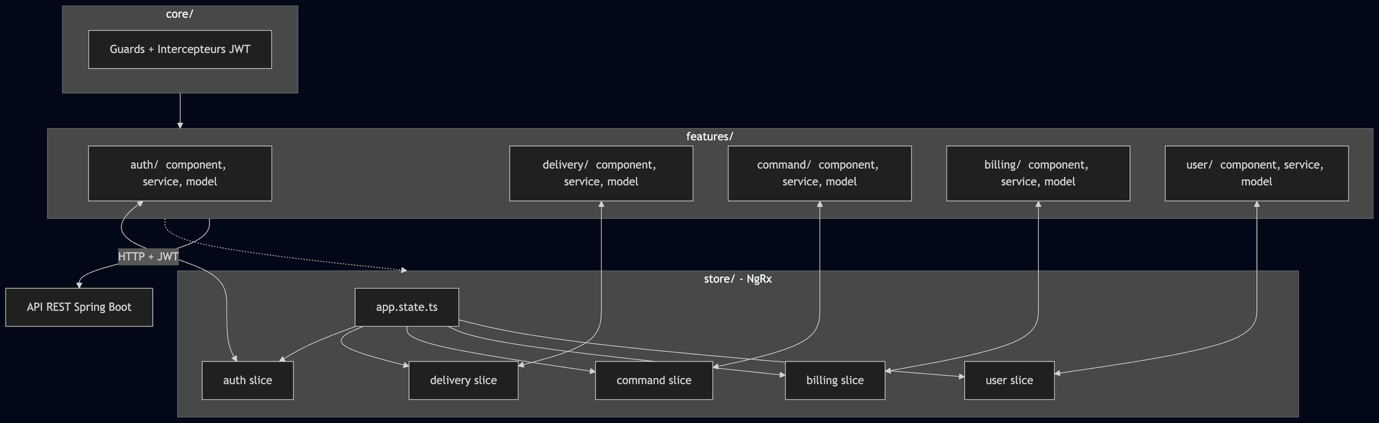 core/
Guards + Intercepteurs JWT
features/
auth/ component,
service, model
delivery/ component,
service, model
command/ component,
service, model
billing/ component,
service, model
user/ component, service,
model
HTTP + JWT
API REST Spring Boot
store/ - NgRx
app.state.ts
auth slice
delivery slice
command slice
billing slice
user slice